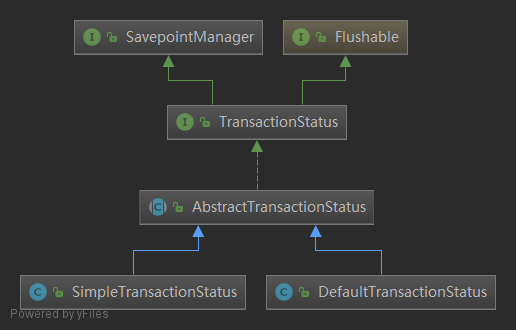 I SavepointManager
I Flushable
I TransactionStatus
C AbstractTransactionStatus
C SimpleTransactionStatus
C DefaultTransactionStatus
Powered by yFiles